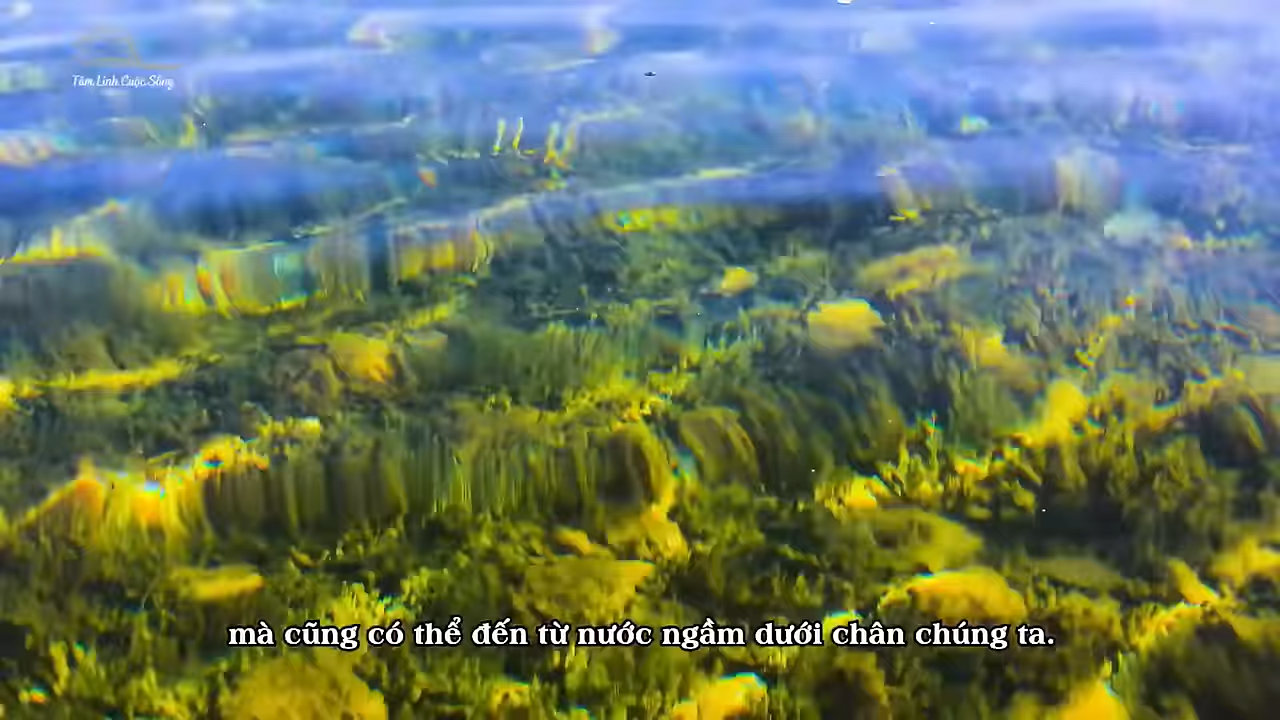 Tâm Linh Cuộc Sống
mà cũng có thể đến từ nước ngầm dưới chân chúng ta.